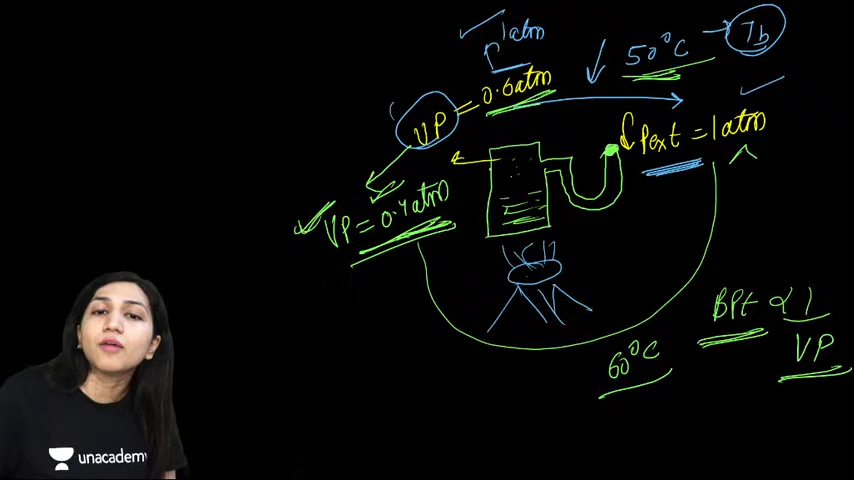 1atm
50°C → Tb
VP = 0.6atm
Pext = 1atm
VP = 0.4atm
BPt ∝ 1
VP
60°C
unacademy